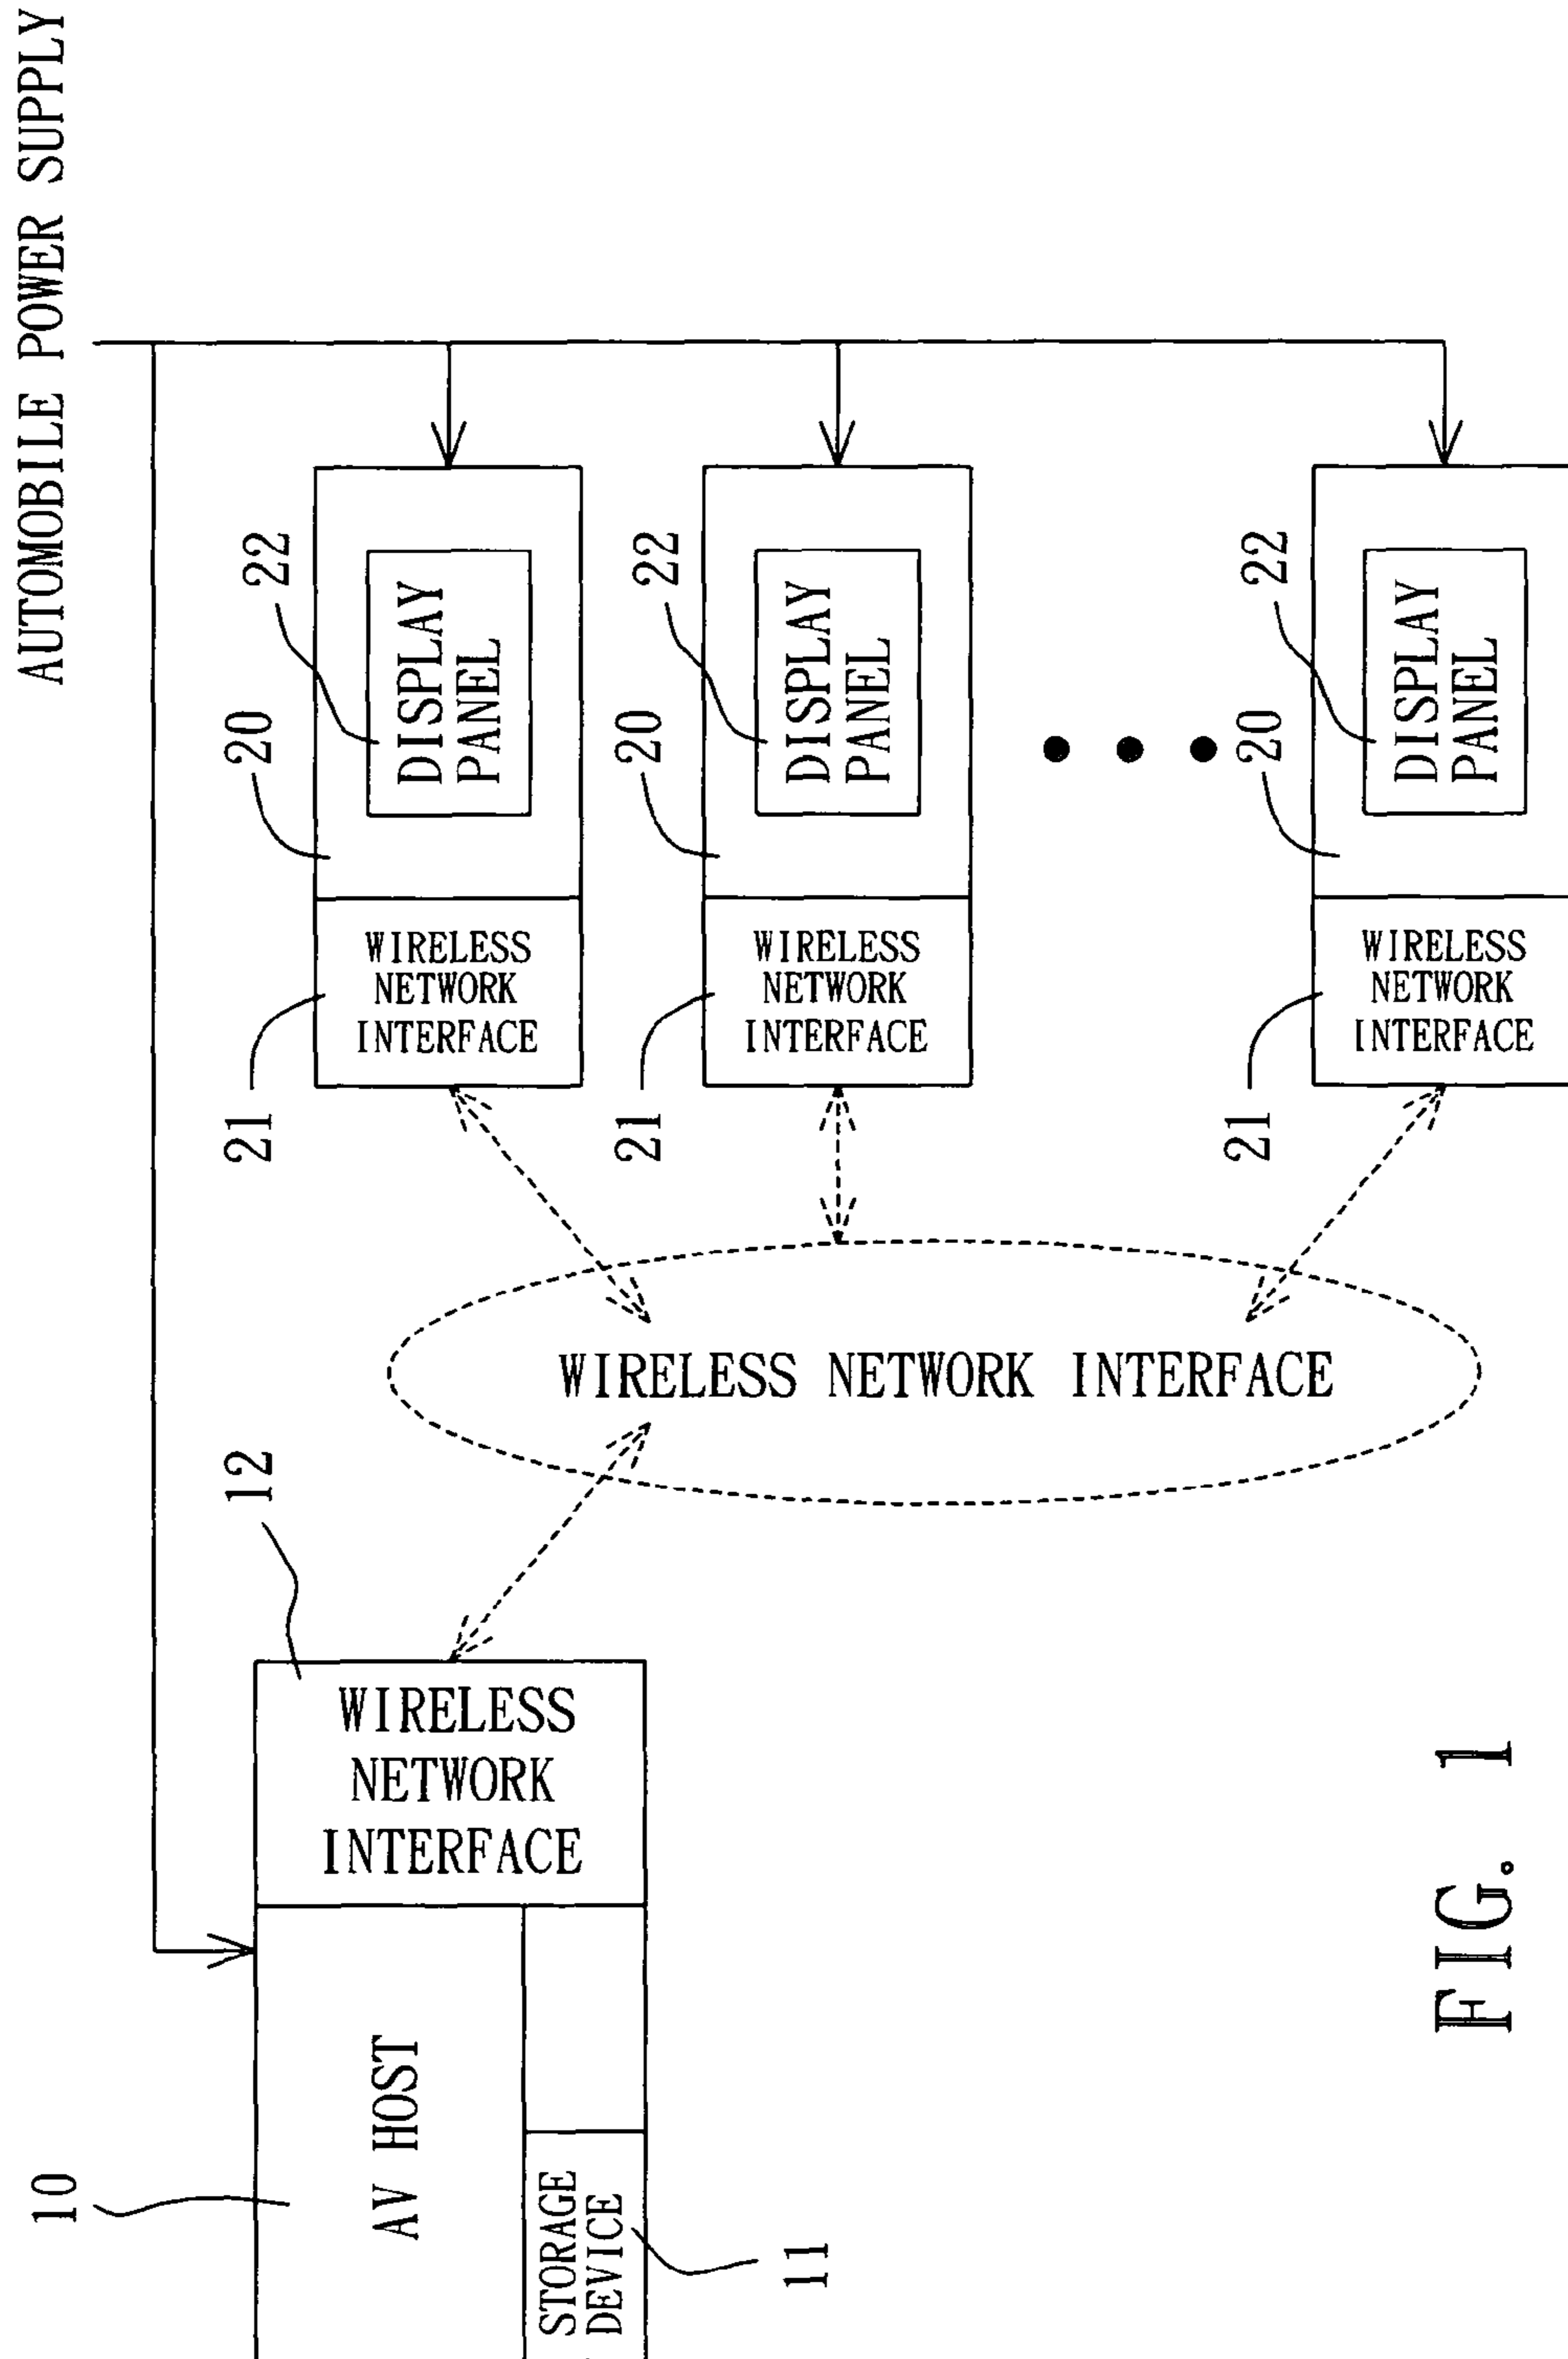 AUTOMOBILE POWER SUPPLY
10
AV HOST
STORAGE
DEVICE
11
12
WIRELESS
NETWORK
INTERFACE
WIRELESS NETWORK INTERFACE
21
WIRELESS
NETWORK
INTERFACE
20
22
DISPLAY
PANEL
21
WIRELESS
NETWORK
INTERFACE
20
22
DISPLAY
PANEL
21
WIRELESS
NETWORK
INTERFACE
20
22
DISPLAY
PANEL
FIG. 1